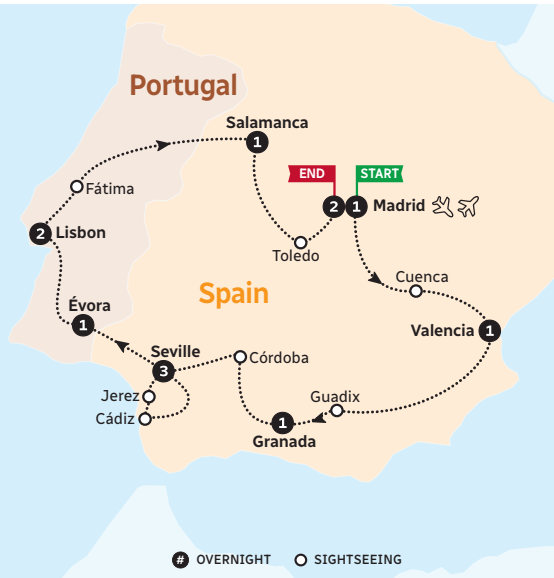 Portugal
Salamanca
1
END
START
Fátima
2
1
Madrid
2
Lisbon
Toledo
Cuenca
Spain
Évora
1
Valencia
1
Seville
3
Córdoba
Jerez
Guadix
Cádiz
1
Granada
# OVERNIGHT
SIGHTSEEING